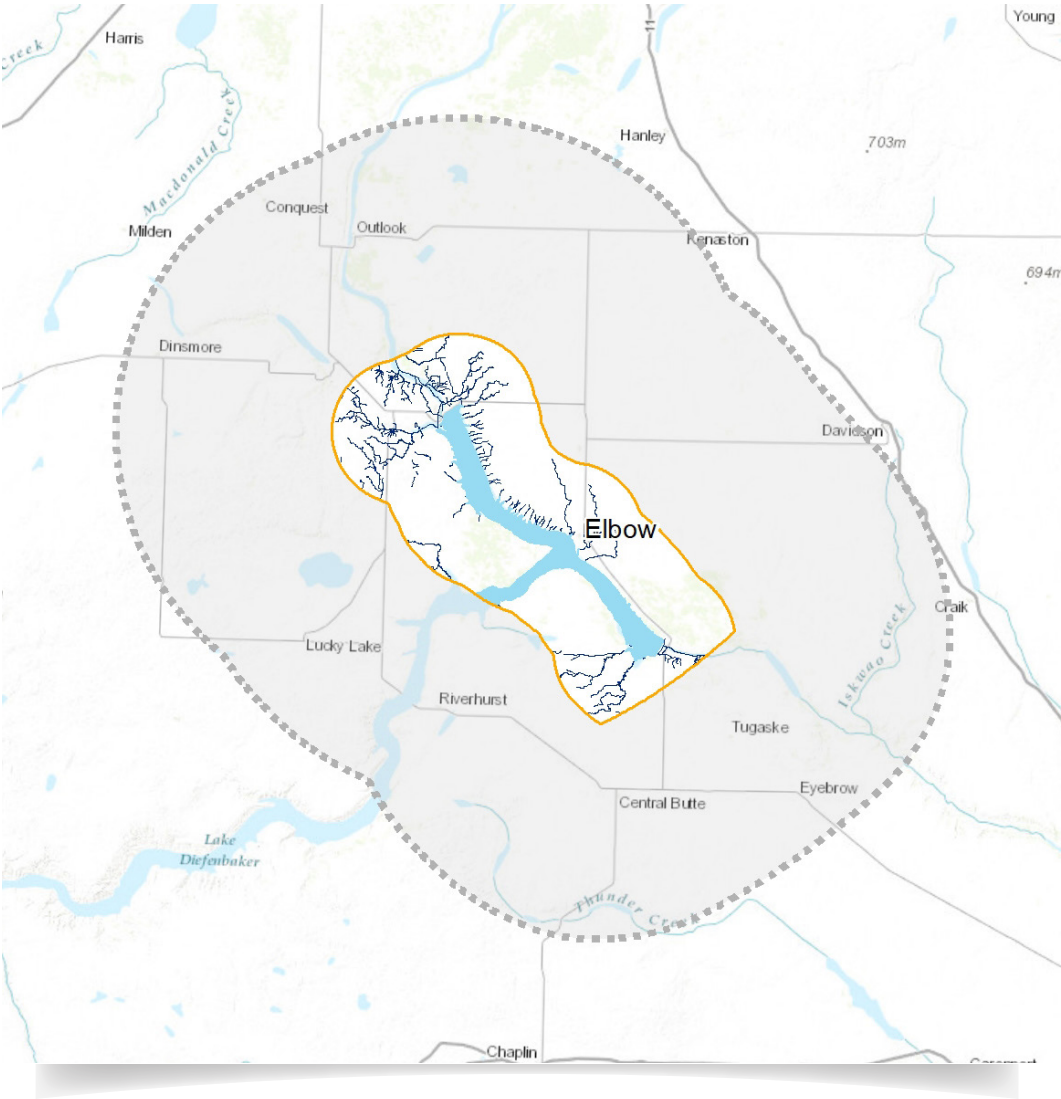 Young
11
Harris
Creek
Macdonald Creek
Hanley
703m
Conquest
Milden
Outlook
Kenaston
694m
Dinsmore
Davidson
Elbow
Craik
Iskwao Creek
Lucky Lake
Riverhurst
Tugaske
Eyebrow
Central Butte
Lake
Diefenbaker
Thunder Creek
Chaplin